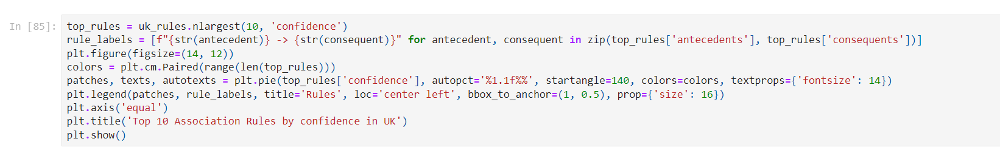 In [85]:
top_rules = uk_rules.nlargest(10, 'confidence')
rule_labels = [f"{str(antecedent)} -> {str(consequent)}" for antecedent, consequent in zip(top_rules['antecedents'], top_rules['consequents'])]
plt.figure(figsize=(14, 12))
colors = plt.cm.Paired(range(len(top_rules)))
patches, texts, autotexts = plt.pie(top_rules['confidence'], autopct='%1.1f%%', startangle=140, colors=colors, textprops={'fontsize': 14})
plt.legend(patches, rule_labels, title='Rules', loc='center left', bbox_to_anchor=(1, 0.5), prop={'size': 16})
plt.axis('equal')
plt.title('Top 10 Association Rules by confidence in UK')
plt.show()